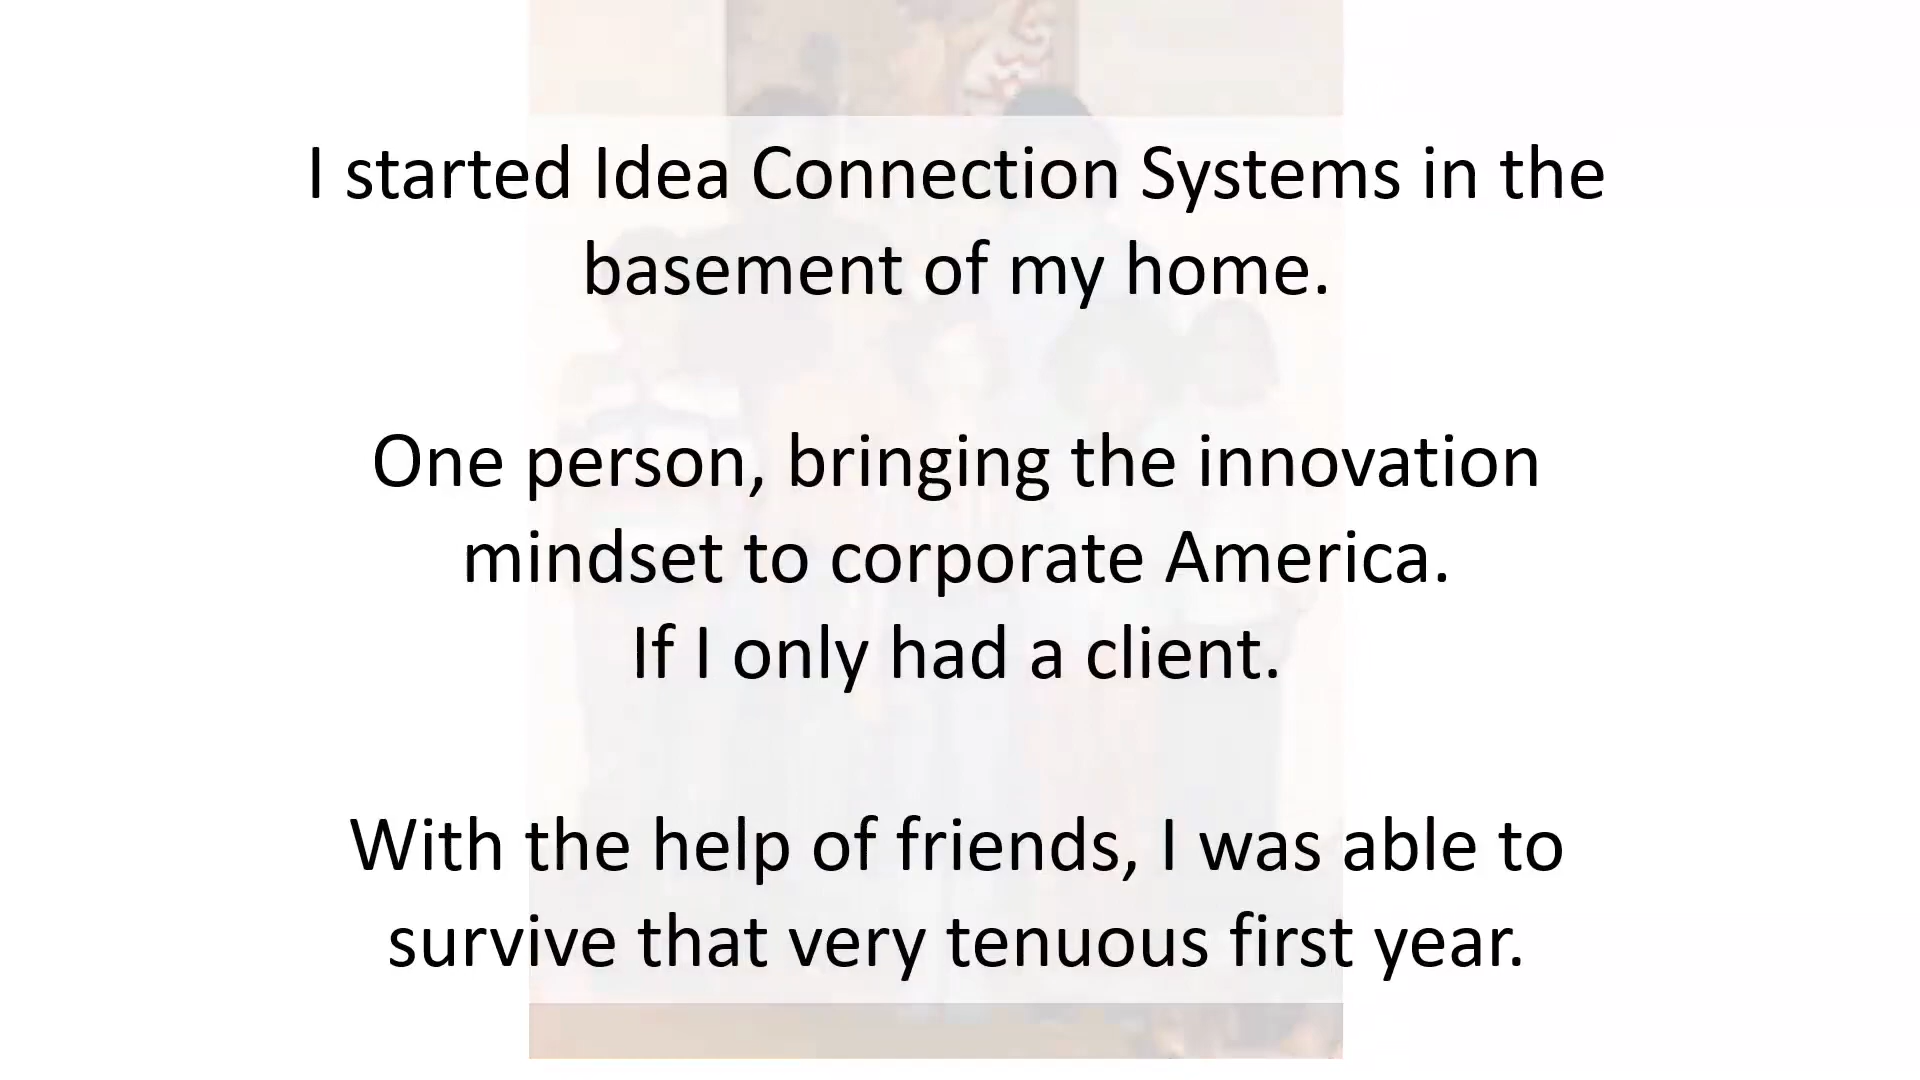 I started Idea Connection Systems in the
basement of my home.
One person, bringing the innovation
mindset to corporate America.
If I only had a client.
With the help of friends, I was able to
survive that very tenuous first year.